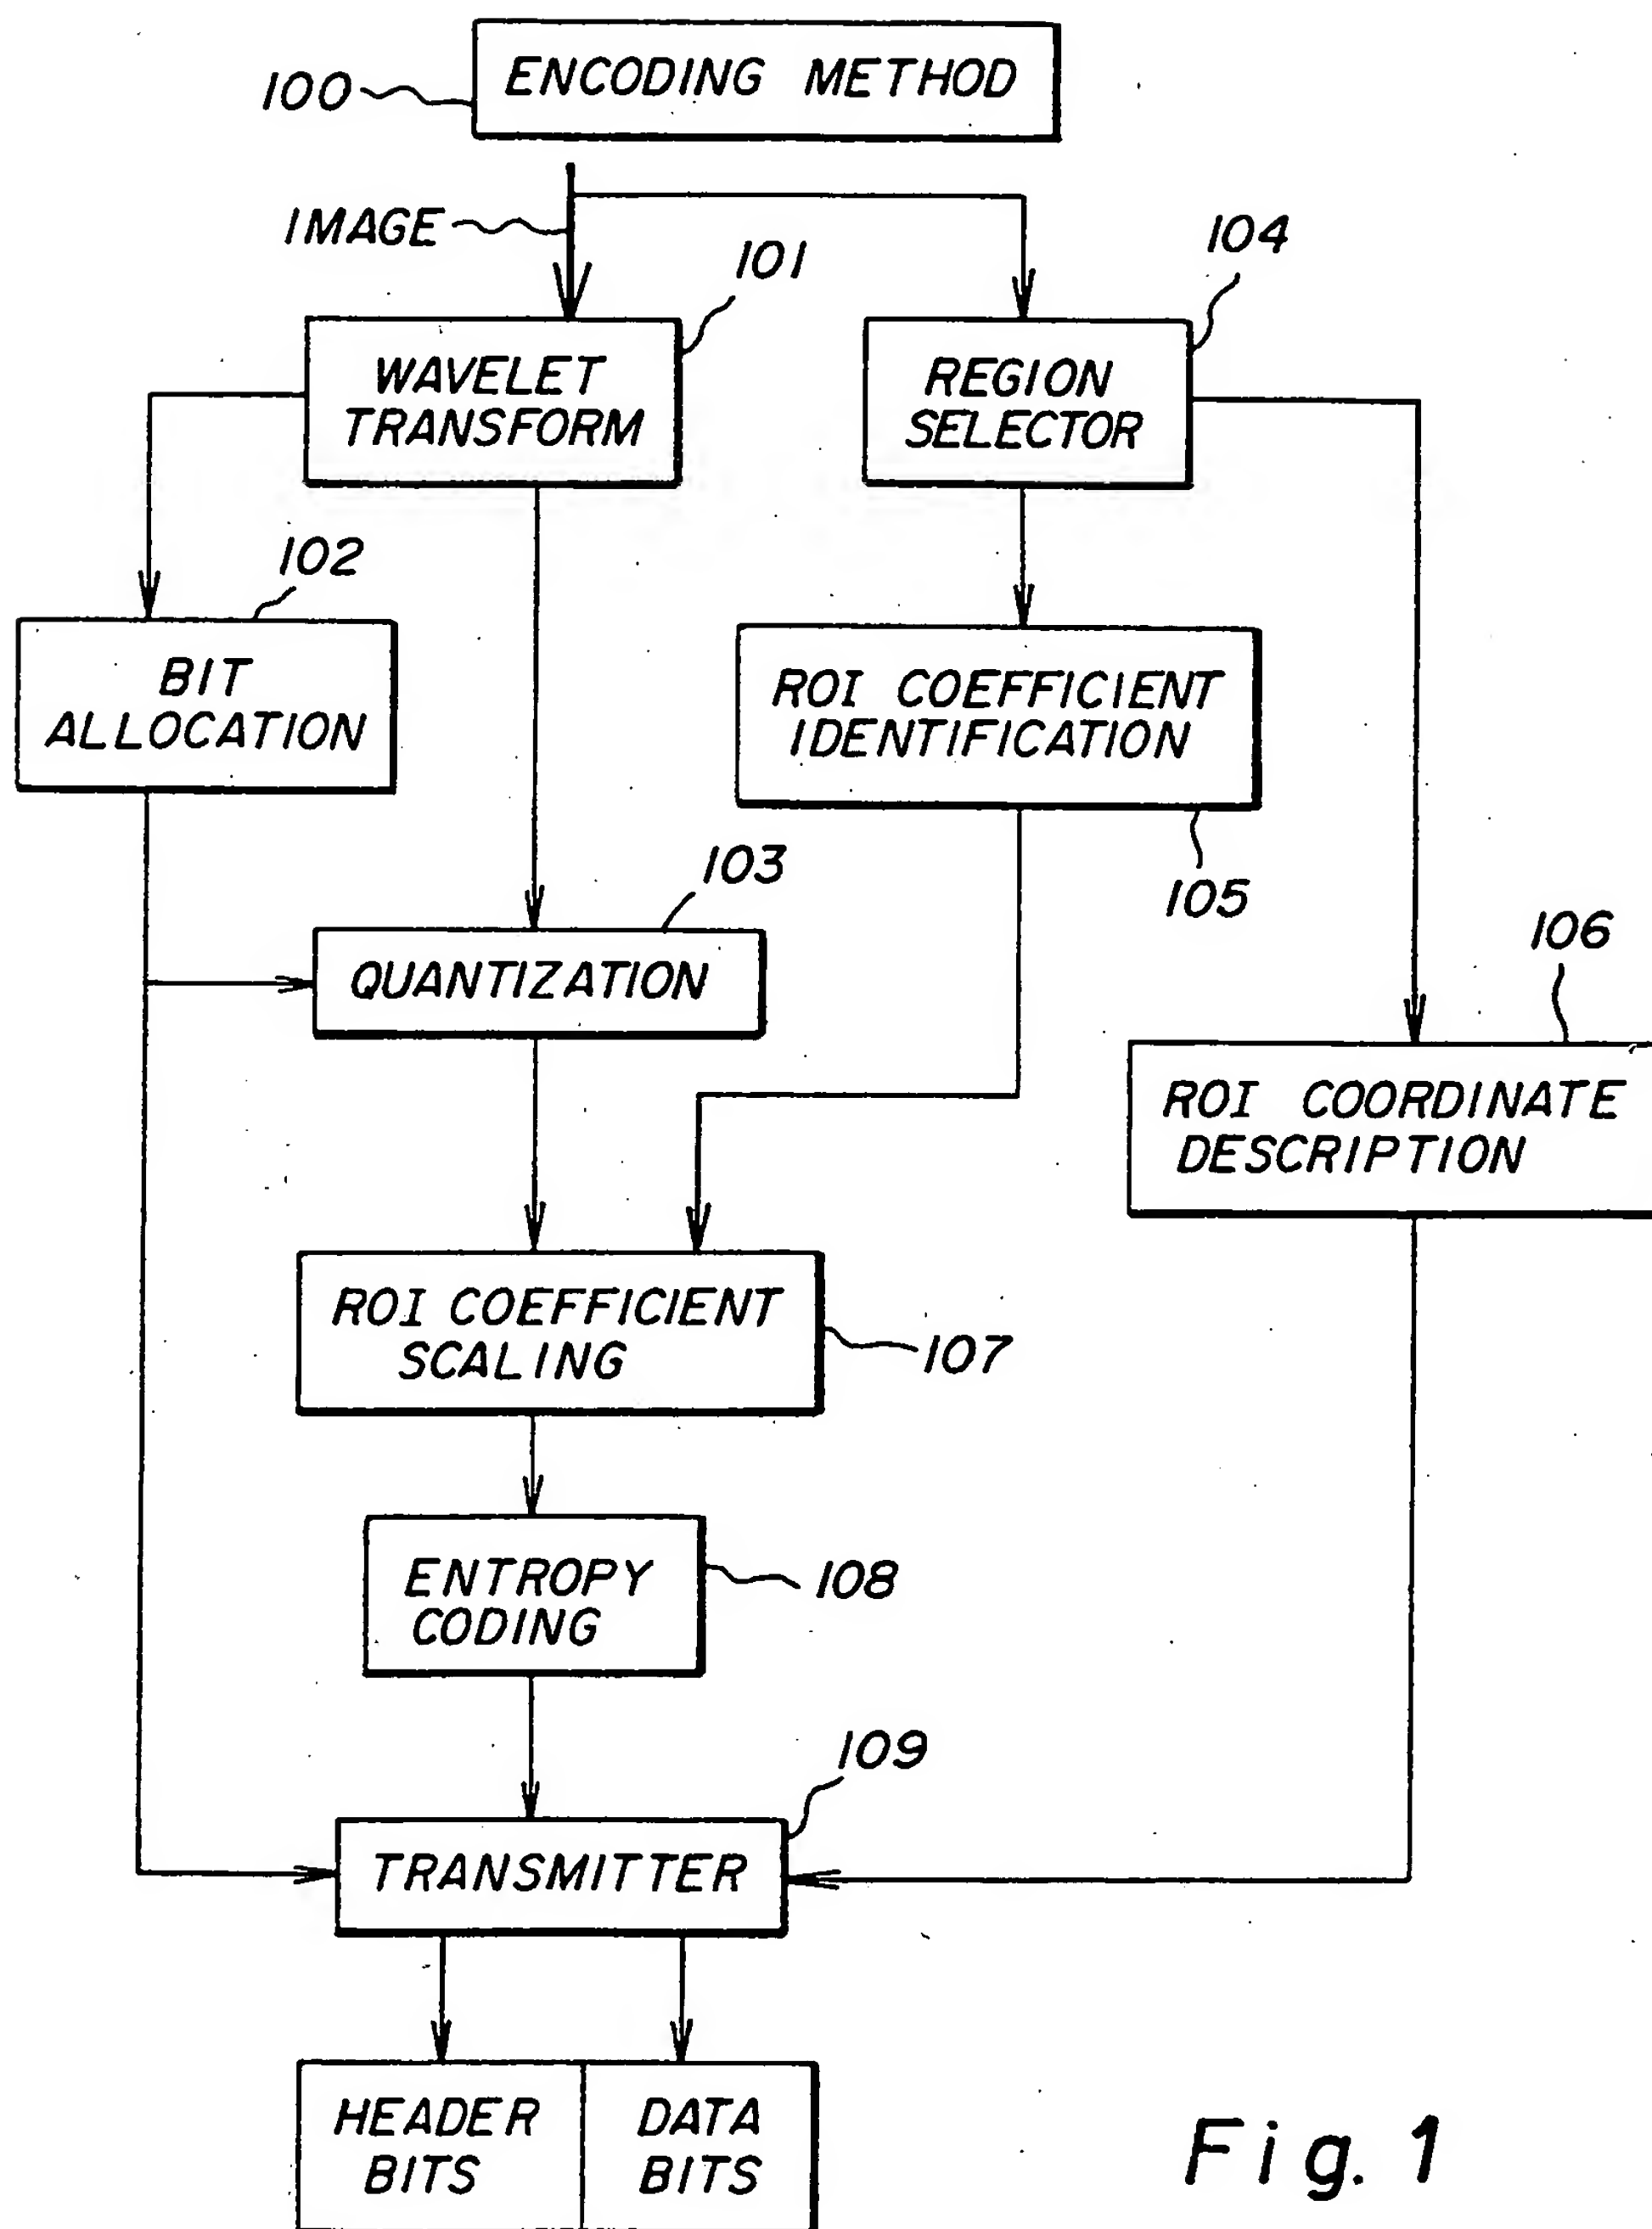 ENCODING METHOD
100
IMAGE
101
104
WAVELET
TRANSFORM
REGION
SELECTOR
102
BIT
ALLOCATION
ROI COEFFICIENT
IDENTIFICATION
103
105
106
QUANTIZATION
ROI COORDINATE
DESCRIPTION
ROI COEFFICIENT
SCALING
107
ENTROPY
CODING
108
109
TRANSMITTER
HEADER
BITS
DATA
BITS
Fig. 1